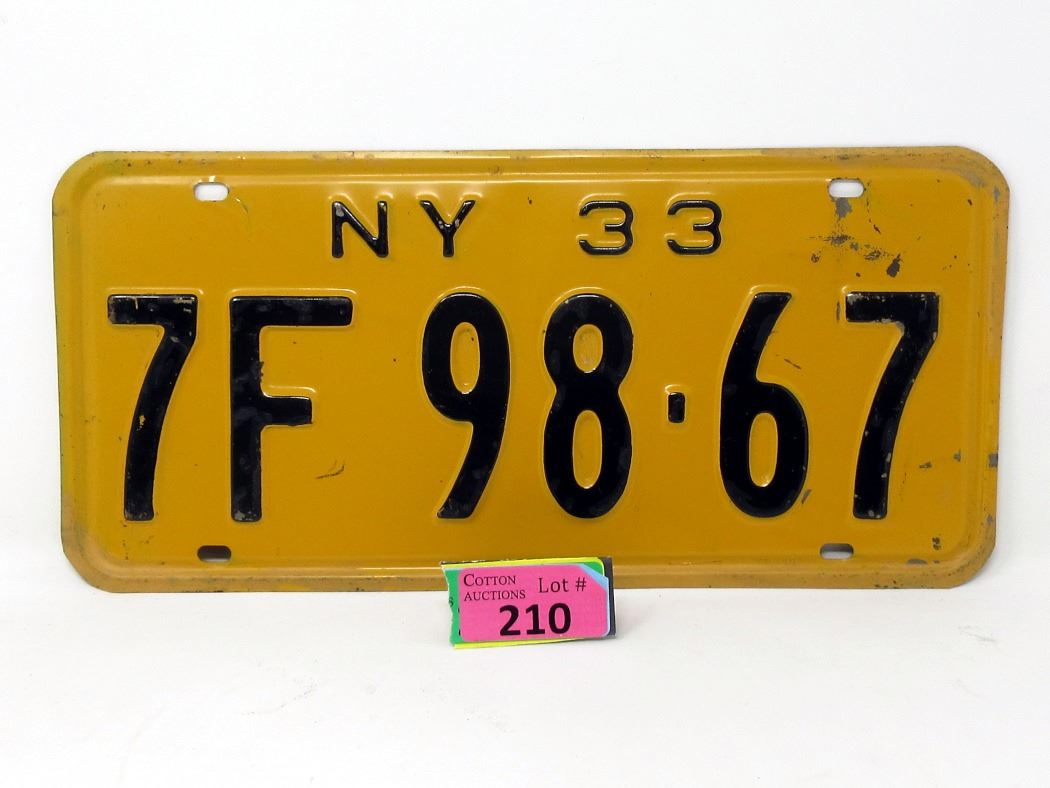 NY 33
7F 98·67
COTTON AUCTIONS Lot #
210